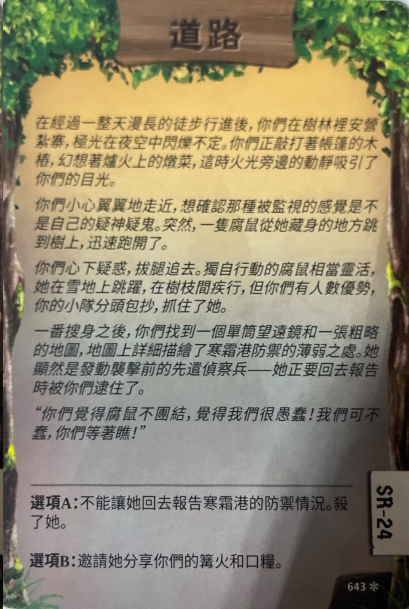 道路
在經過一整天漫長的徒步行進後,你們在樹林裡安營
紮寨,極光在夜空中閃爍不定。你們正敲打著帳篷的木
樁,幻想著爐火上的燉菜,這時火光旁邊的動靜吸引了
你們的目光。
你們小心翼翼地走近,想確認那種被監視的感覺是不
是自己的疑神疑鬼。突然,一隻腐鼠從她藏身的地方跳
到樹上,迅速跑開了。
你們心下疑惑,拔腿追去。獨自行動的腐鼠相當靈活,
她在雪地上跳躍,在樹枝間疾行,但你們有人數優勢,
你的小隊分頭包抄,抓住了她。
一番搜身之後,你們找到一個單筒望遠鏡和一張粗略
的地圖,地圖上詳細描繪了寒霜港防禦的薄弱之處。她
顯然是發動襲擊前的先遣偵察兵——她正要回去報告
時被你們逮住了。
“你們覺得腐鼠不團結,覺得我們很愚蠢!我們可不
蠢,你們等著瞧!”
選項A:不能讓她回去報告寒霜港的防禦情況。殺
了她。
選項B:邀請她分享你們的篝火和口糧。
SR-24
643